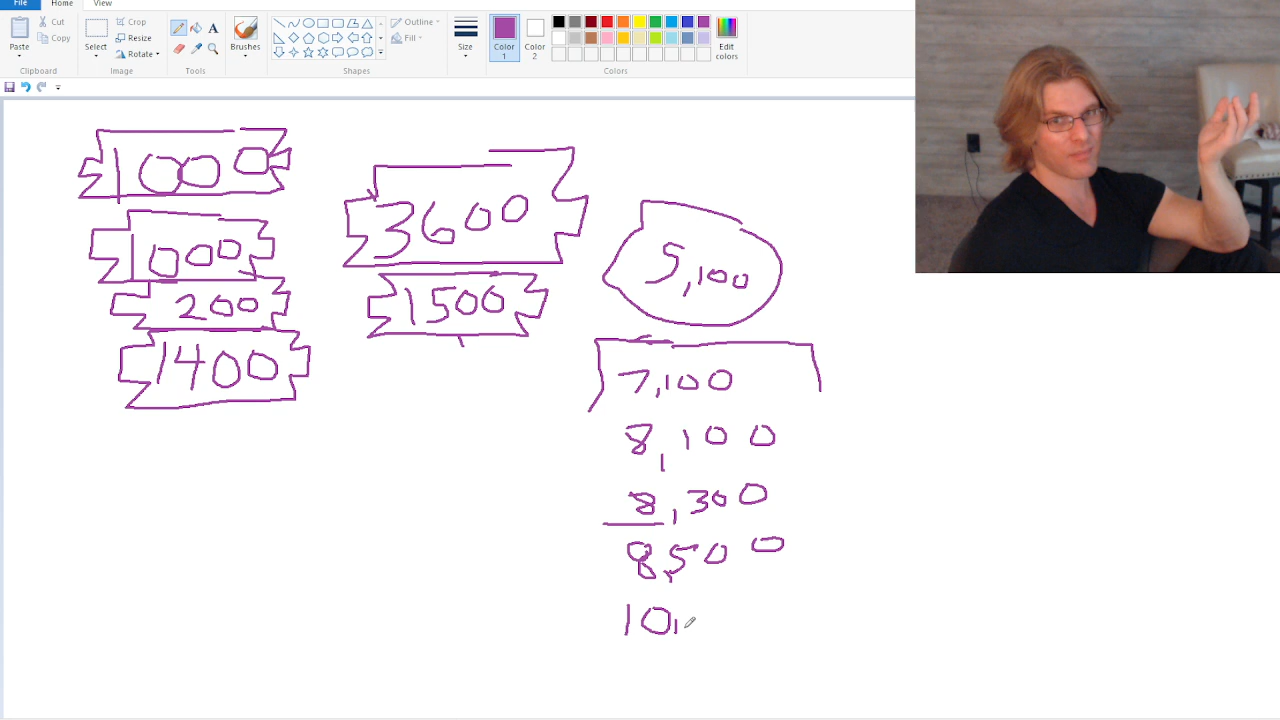 File
Home
View
Paste
Cut
Copy
Clipboard
Select
Crop
Resize
Rotate
Image
Tools
Brushes
Shapes
Outline
Fill
Size
Color 1
Color 2
Edit colors
Colors
1000
1000
200
1400
3600
1500
5,100
7,100
8,100
8,300
8,500
10,